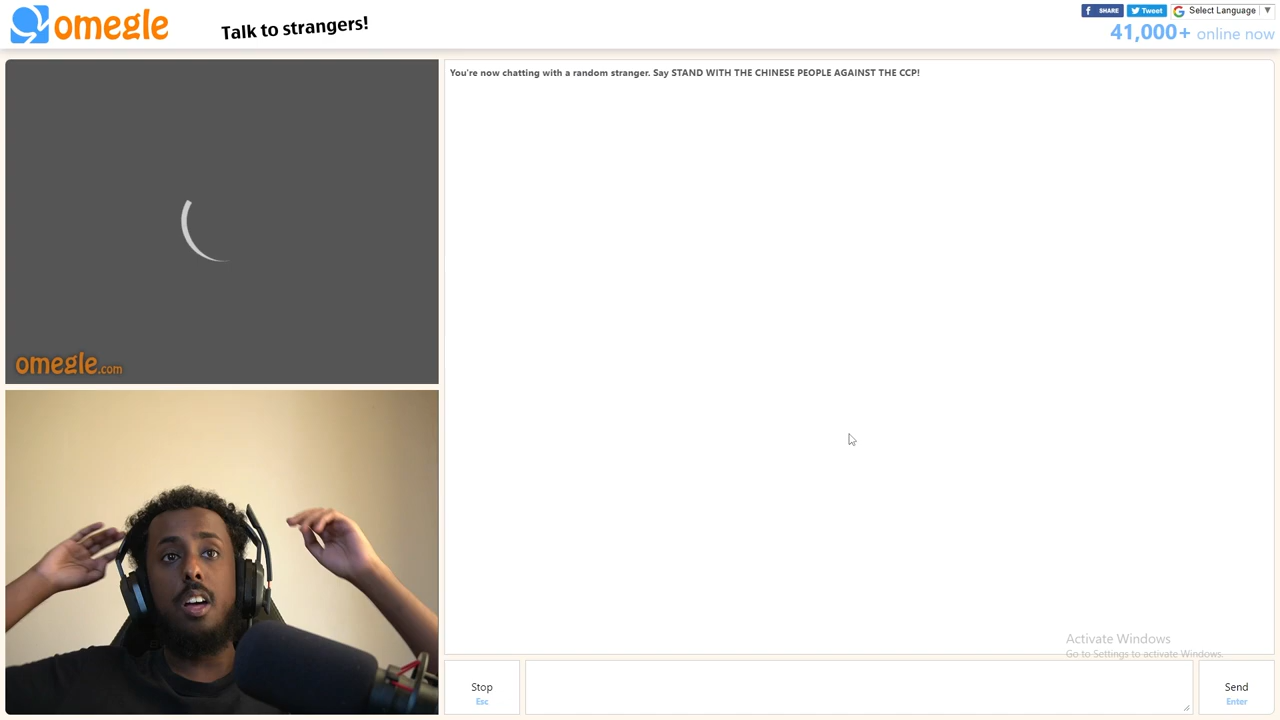 omegle
Talk to strangers!
f SHARE
Tweet
G Select Language ▼
41,000+ online now
You're now chatting with a random stranger. Say STAND WITH THE CHINESE PEOPLE AGAINST THE CCP!
omegle.com
Activate Windows
Go to Settings to activate Windows.
Stop
Esc
Send
Enter